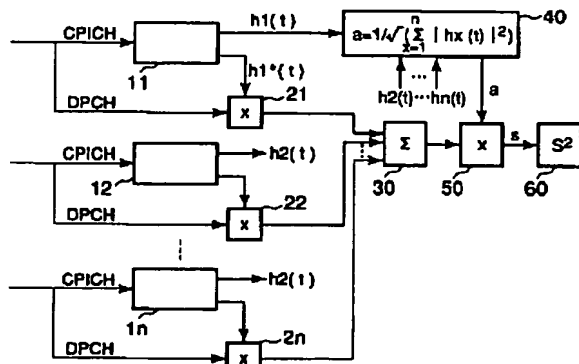 CPICH
11
h1(t)
h1*(t)
a=1/√(Σ | hx(t) |²)
n
x=1
40
h2(t)...hn(t)
a
DPCH
21
x
CPICH
12
h2(t)
DPCH
22
x
Σ
30
x
50
s
S²
60
CPICH
1n
h2(t)
DPCH
2n
x